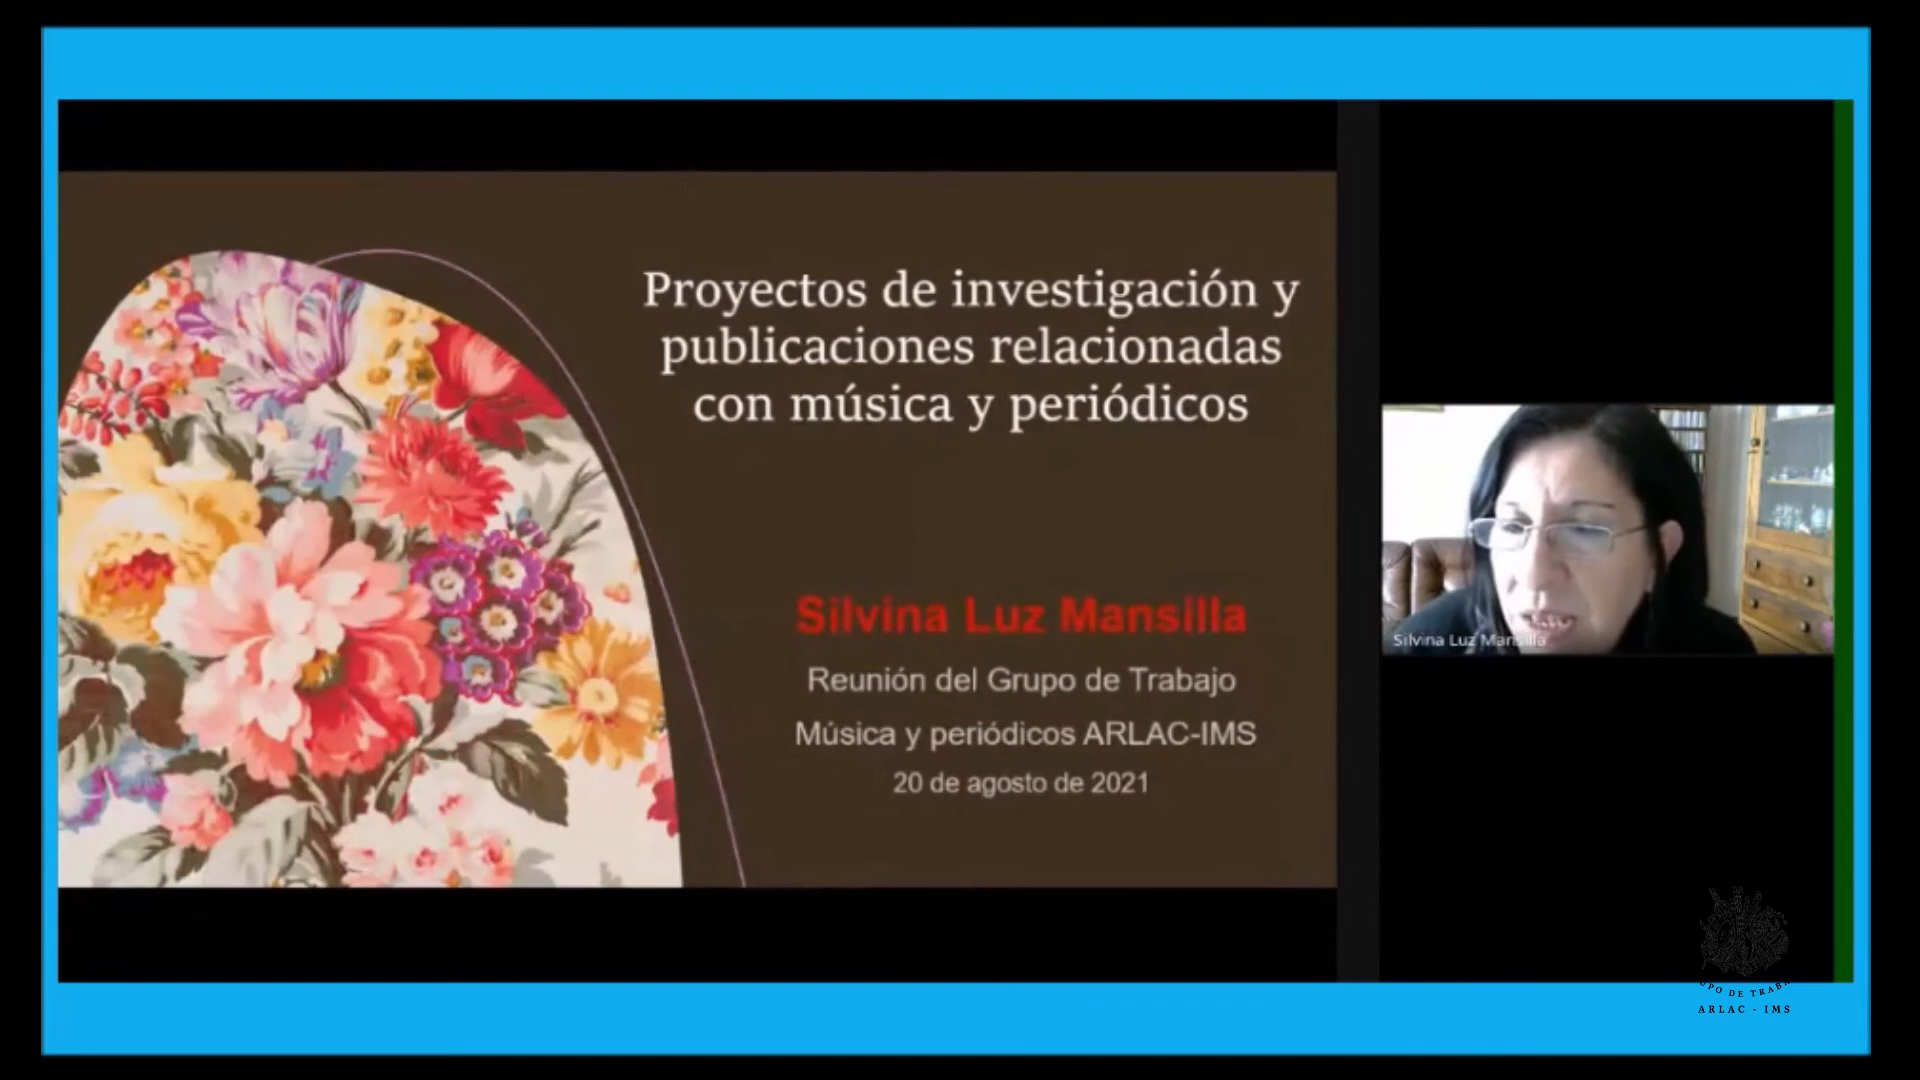 Proyectos de investigación y
publicaciones relacionadas
con música y periódicos
Silvina Luz Mansilla
Reunión del Grupo de Trabajo
Música y periódicos ARLAC-IMS
20 de agosto de 2021
Silvina Luz Mansilla
DE
ARLAC - IMS